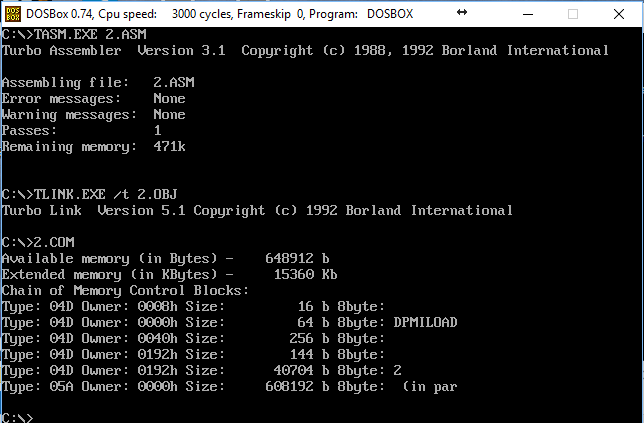 DOSBox 0.74, Cpu speed: 3000 cycles, Frameskip 0, Program: DOSBOX
C:\>TASM.EXE 2.ASM
Turbo Assembler Version 3.1 Copyright (c) 1988, 1992 Borland International
Assembling file: 2.ASM
Error messages: None
Warning messages: None
Passes: 1
Remaining memory: 471k
C:\>TLINK.EXE /t 2.OBJ
Turbo Link Version 5.1 Copyright (c) 1992 Borland International
C:\>2.COM
Available memory (in Bytes) - 648912 b
Extended memory (in KBytes) - 15360 Kb
Chain of Memory Control Blocks:
Type: 04D Owner: 0008h Size: 16 b 8byte:
Type: 04D Owner: 0000h Size: 64 b 8byte: DPMILOAD
Type: 04D Owner: 0040h Size: 256 b 8byte:
Type: 04D Owner: 0192h Size: 144 b 8byte:
Type: 04D Owner: 0192h Size: 40704 b 8byte: 2
Type: 05A Owner: 0000h Size: 608192 b 8byte: (in par
C:\>